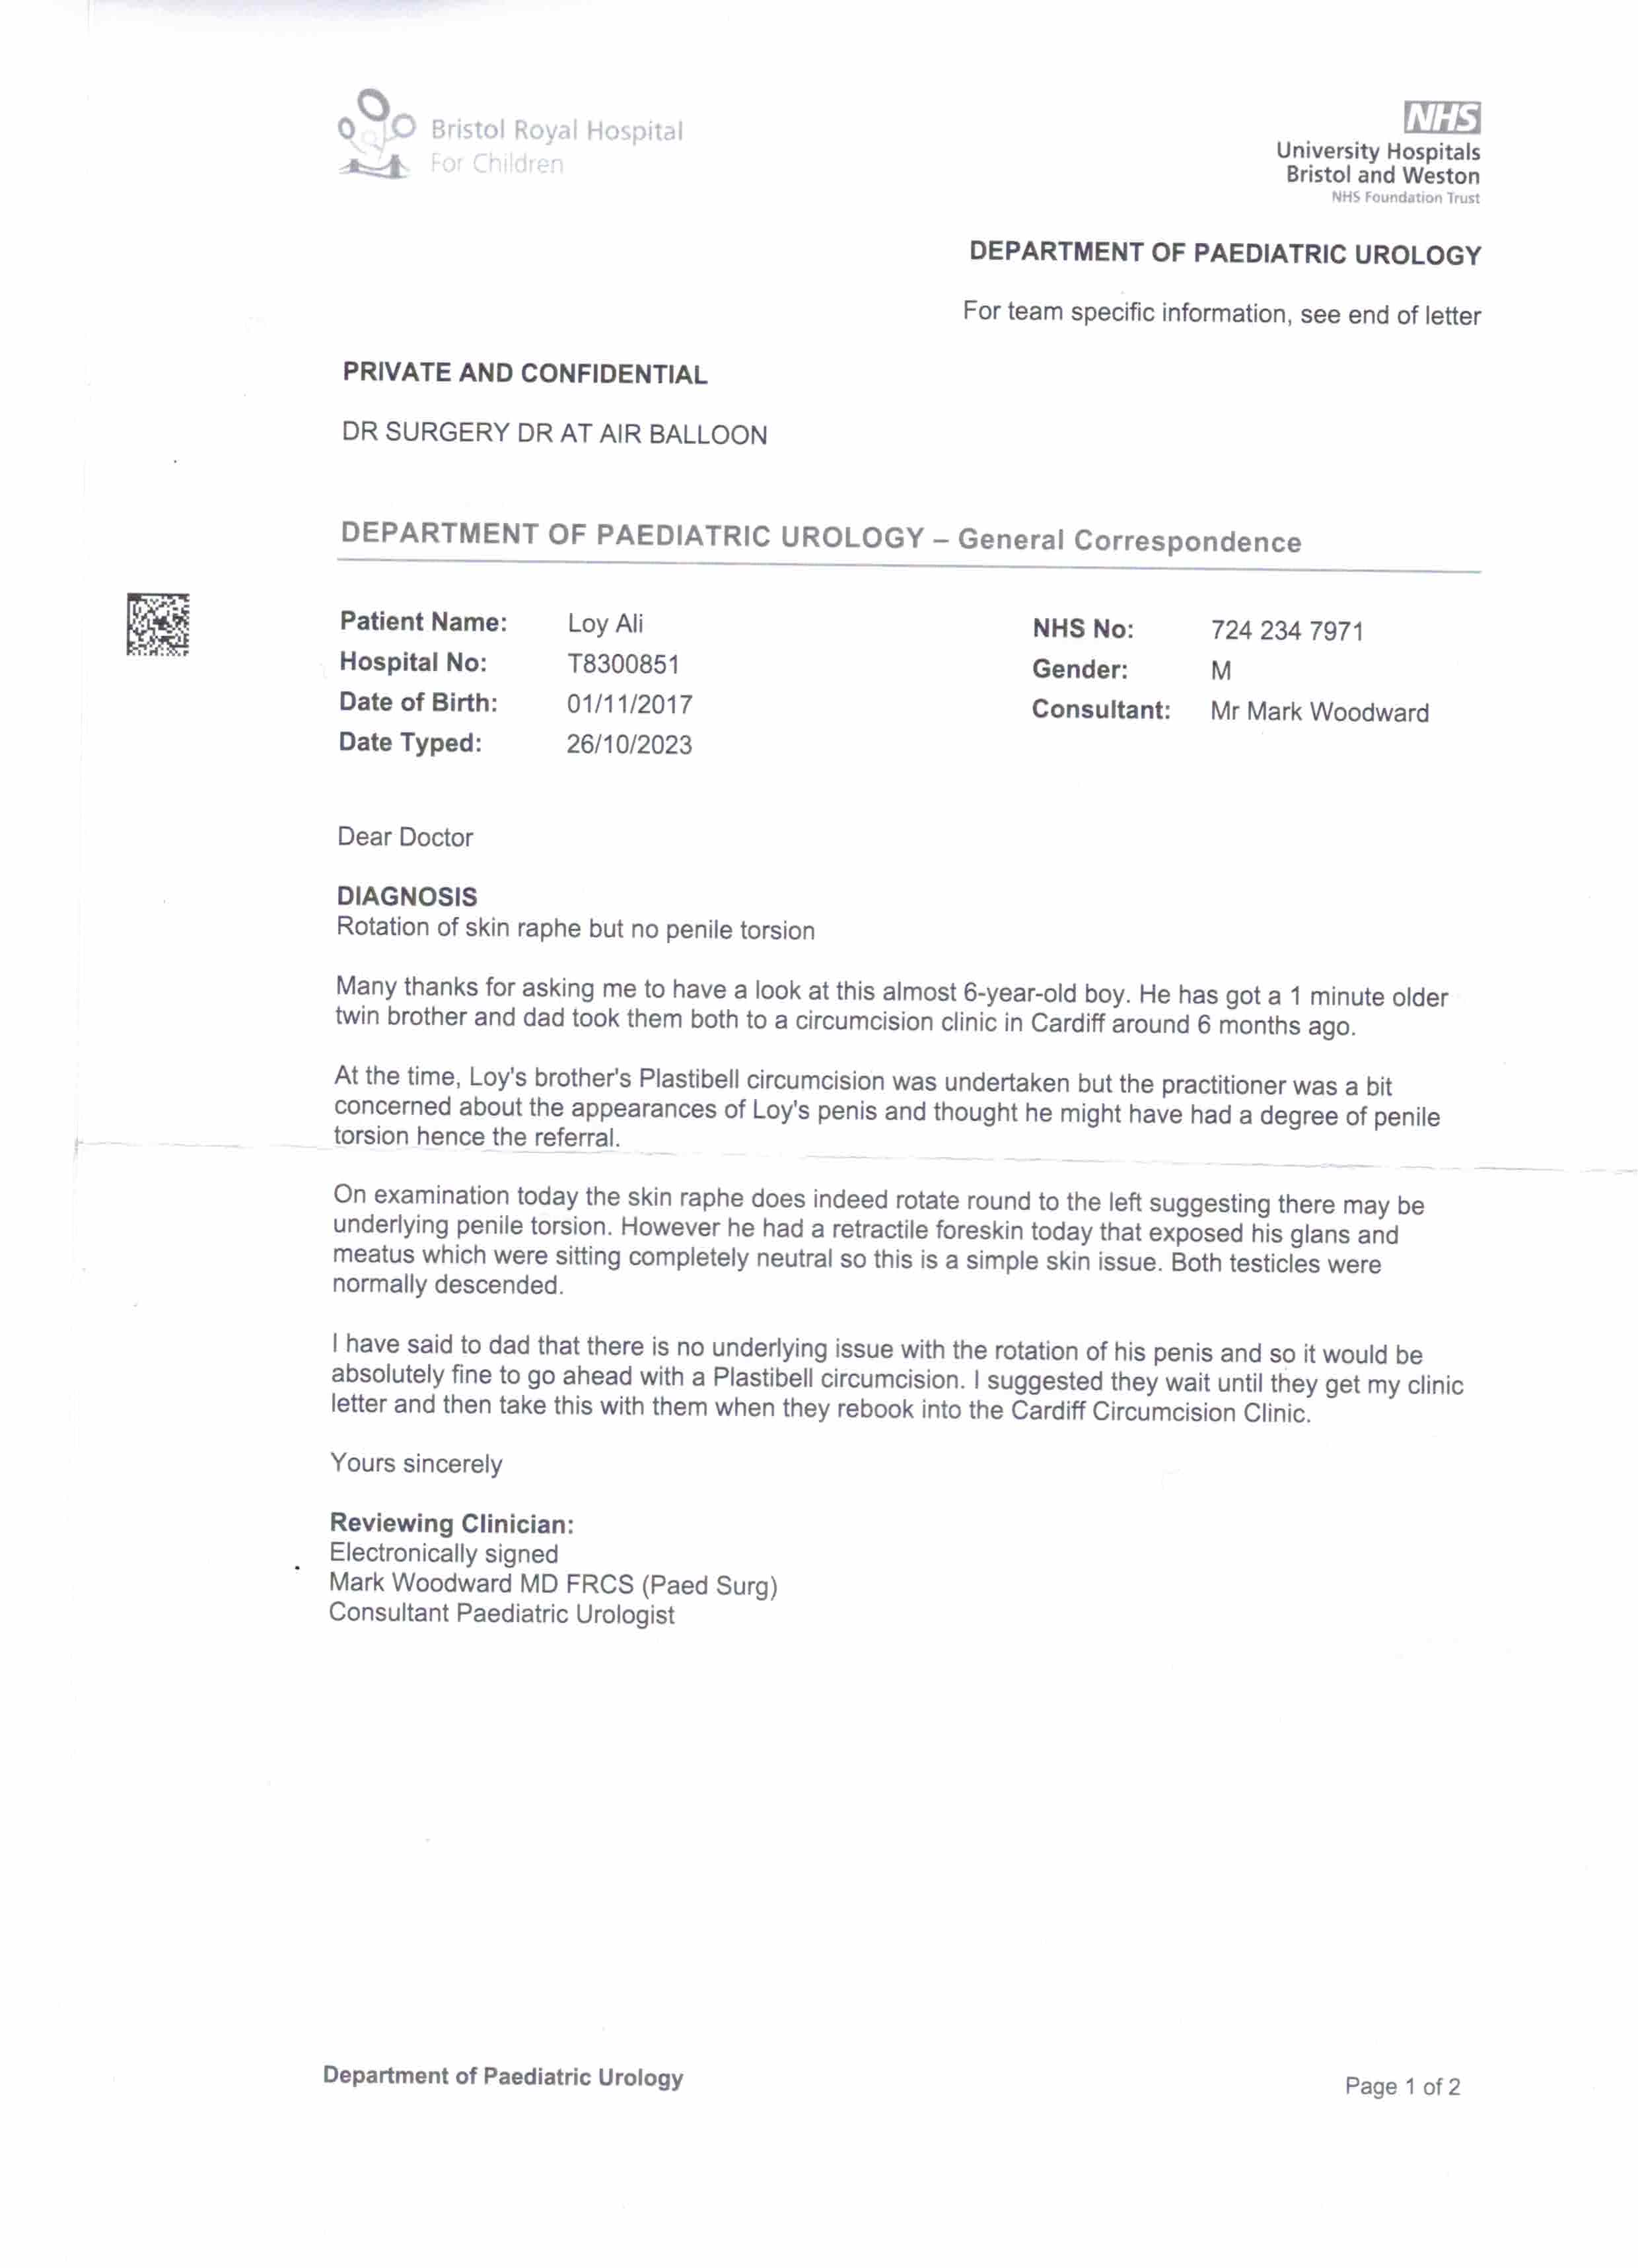 Bristol Royal Hospital
For Children
NHS
University Hospitals
Bristol and Weston
NHS Foundation Trust
DEPARTMENT OF PAEDIATRIC UROLOGY
For team specific information, see end of letter
PRIVATE AND CONFIDENTIAL
DR SURGERY DR AT AIR BALLOON
DEPARTMENT OF PAEDIATRIC UROLOGY – General Correspondence
Patient Name: Loy Ali NHS No: 724 234 7971
Hospital No: T8300851 Gender: M
Date of Birth: 01/11/2017 Consultant: Mr Mark Woodward
Date Typed: 26/10/2023
Dear Doctor
DIAGNOSIS
Rotation of skin raphe but no penile torsion
Many thanks for asking me to have a look at this almost 6-year-old boy. He has got a 1 minute older
twin brother and dad took them both to a circumcision clinic in Cardiff around 6 months ago.
At the time, Loy's brother's Plastibell circumcision was undertaken but the practitioner was a bit
concerned about the appearances of Loy's penis and thought he might have had a degree of penile
torsion hence the referral.
On examination today the skin raphe does indeed rotate round to the left suggesting there may be
underlying penile torsion. However he had a retractile foreskin today that exposed his glans and
meatus which were sitting completely neutral so this is a simple skin issue. Both testicles were
normally descended.
I have said to dad that there is no underlying issue with the rotation of his penis and so it would be
absolutely fine to go ahead with a Plastibell circumcision. I suggested they wait until they get my clinic
letter and then take this with them when they rebook into the Cardiff Circumcision Clinic.
Yours sincerely
Reviewing Clinician:
Electronically signed
Mark Woodward MD FRCS (Paed Surg)
Consultant Paediatric Urologist
Department of Paediatric Urology
Page 1 of 2